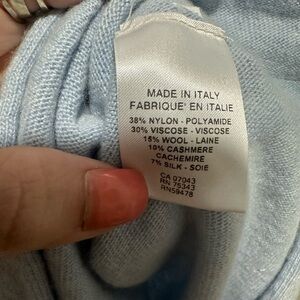 MADE IN ITALY
FABRIQUE' EN ITALIE
38% NYLON - POLYAMIDE
30% VISCOSE - VISCOSE
15% WOOL - LAINE
10% CASHMERE
CACHEMIRE
7% SILK - SOIE
CA 07043
RN 75343
RN59478